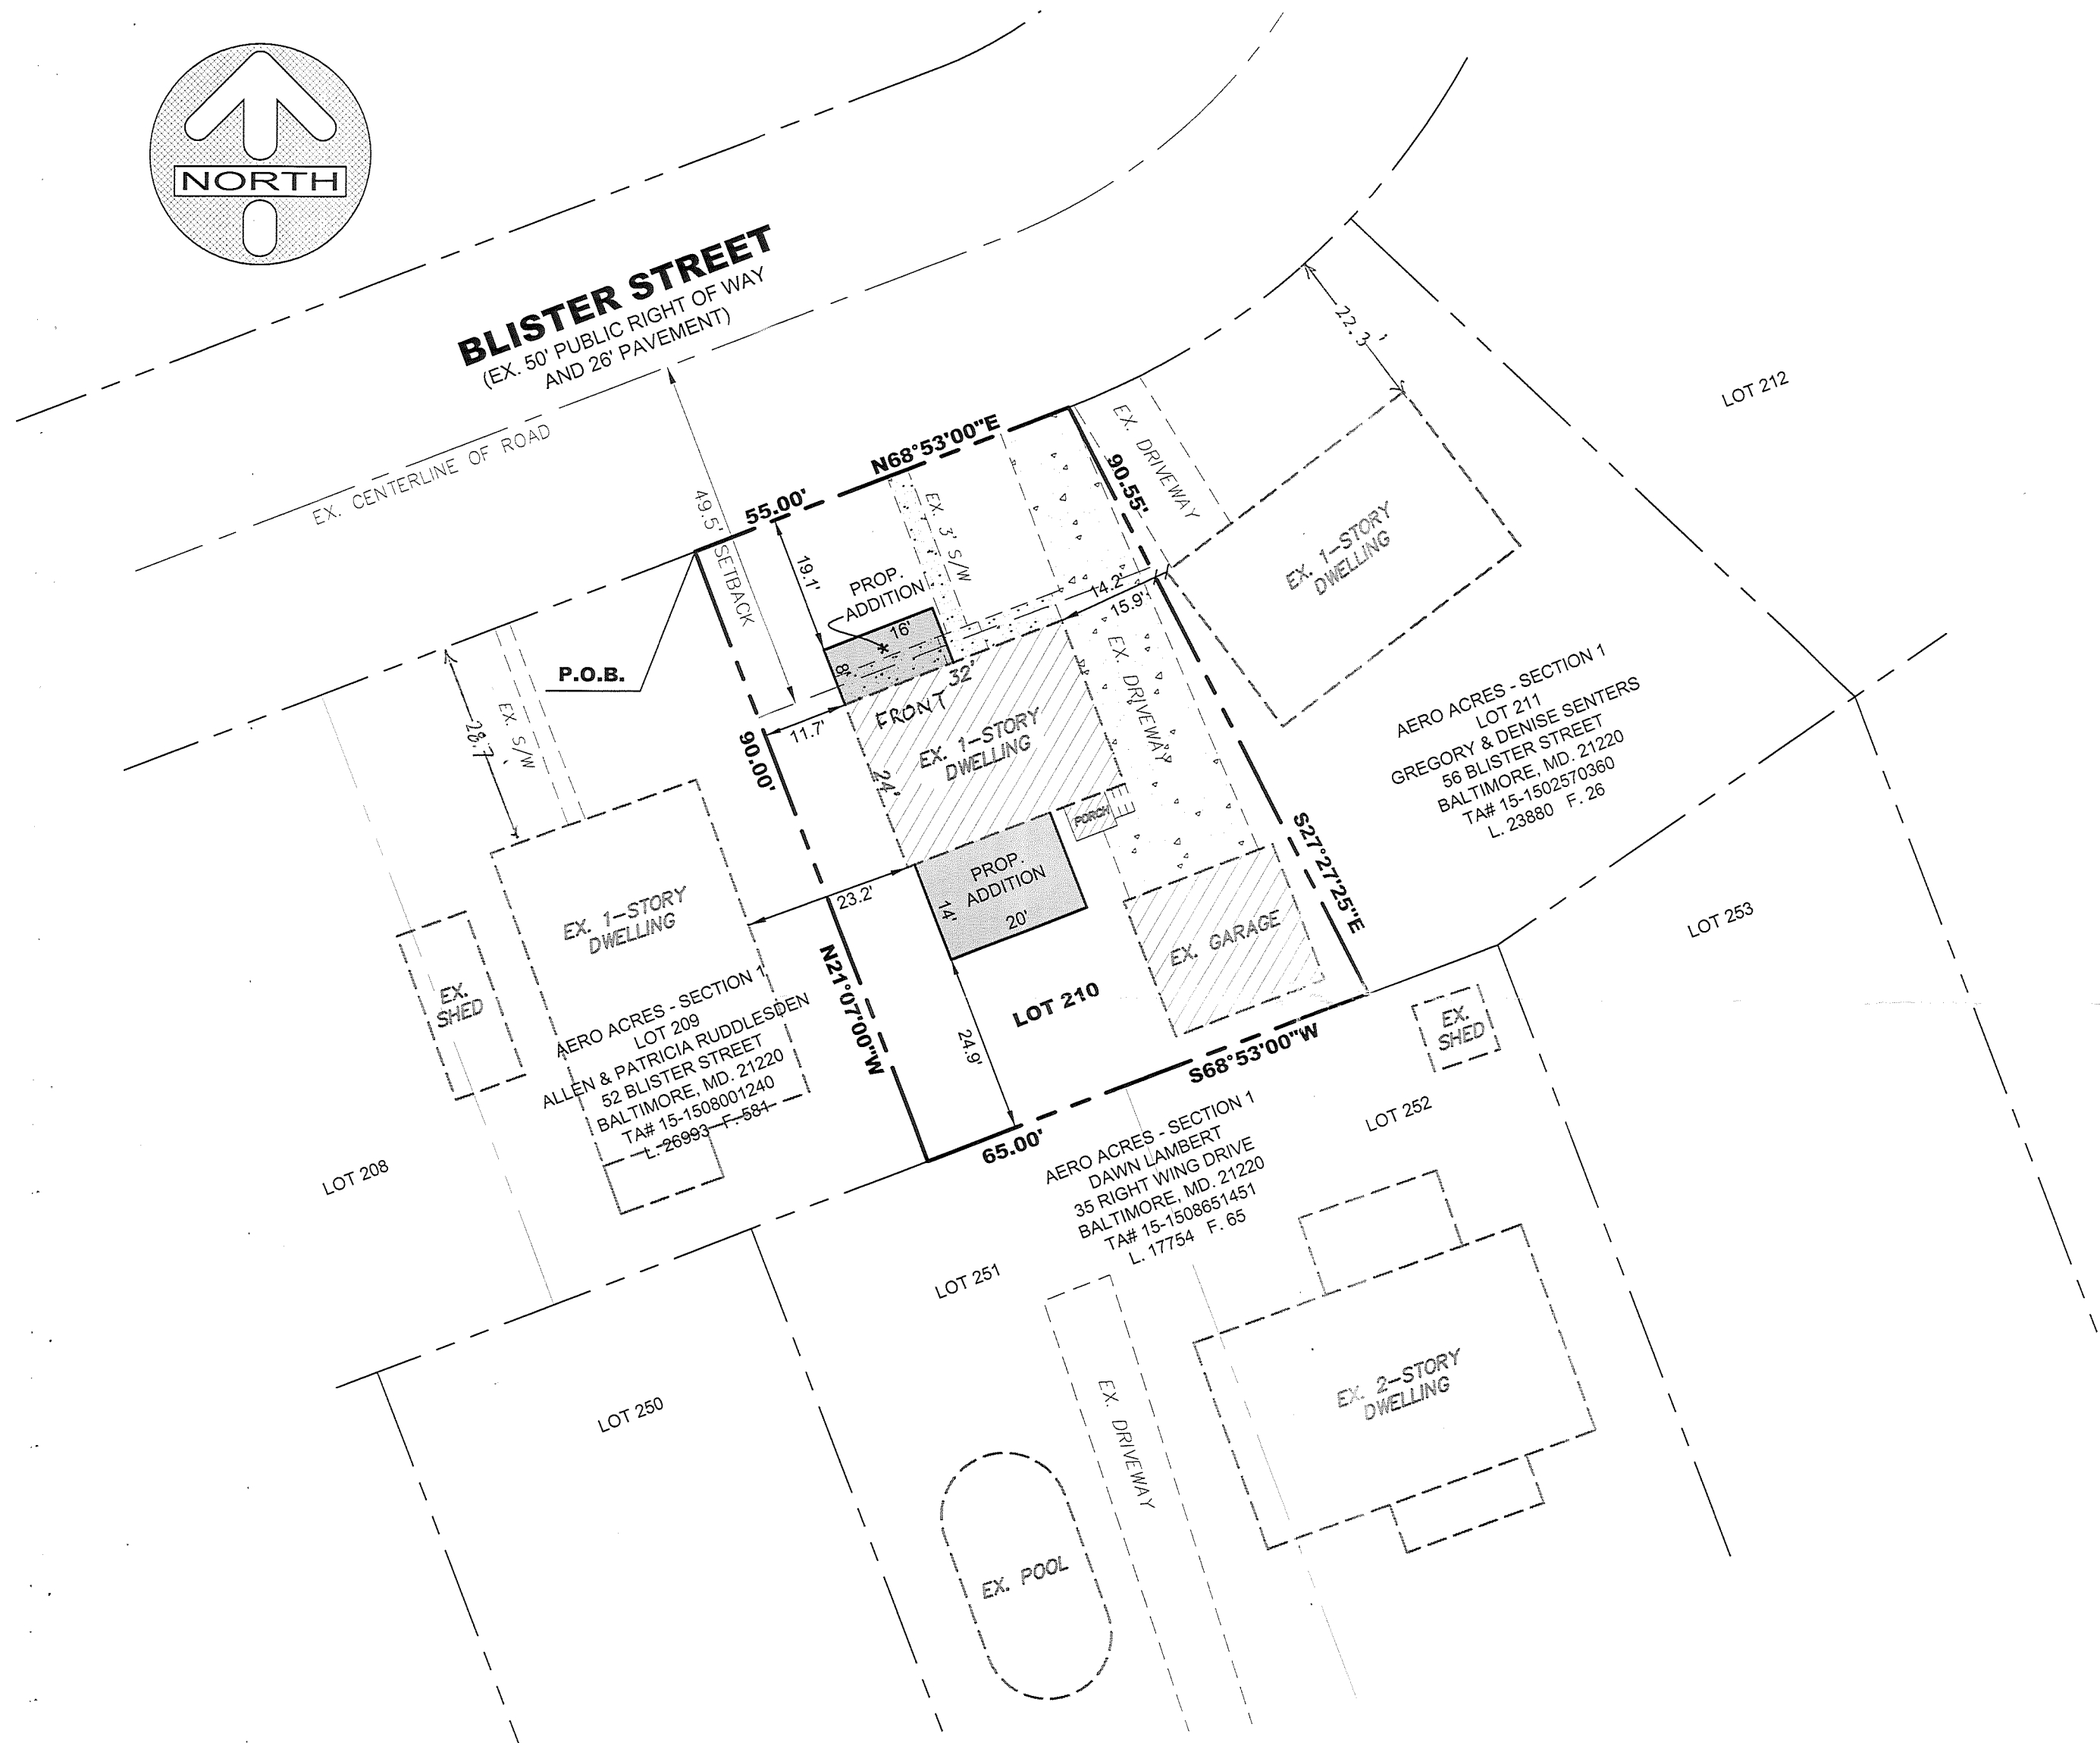 NORTH
BLISTER STREET
(EX. 50' PUBLIC RIGHT OF WAY
AND 26' PAVEMENT)
EX. CENTERLINE OF ROAD
22.3'
LOT 212
N68°53'00"E
55.00'
EX. DRIVEWAY
90.55'
49.5' SETBACK
EX. 3' S/W
19.1'
PROP.
ADDITION
16'
*
8'
14.2'
15.9'
EX. 1-STORY
DWELLING
P.O.B.
28.7'
EX. S/W
32'
FRONT
11.7'
90.00'
EX. 1-STORY
DWELLING
24'
EX. DRIVEWAY
PORCH
AERO ACRES - SECTION 1
LOT 211
GREGORY & DENISE SENTERS
56 BLISTER STREET
BALTIMORE, MD. 21220
TA# 15-1502570360
L. 23880 F. 26
S27°27'25"E
PROP.
ADDITION
14'
20'
23.2'
EX. 1-STORY
DWELLING
EX. GARAGE
LOT 253
EX.
SHED
N21°07'00"W
LOT 210
24.9'
AERO ACRES - SECTION 1
LOT 209
ALLEN & PATRICIA RUDDLESDEN
52 BLISTER STREET
BALTIMORE, MD. 21220
TA# 15-1508001240
L. 26993 F. 581
EX.
SHED
S68°53'00"W
65.00'
LOT 252
AERO ACRES - SECTION 1
DAWN LAMBERT
35 RIGHT WING DRIVE
BALTIMORE, MD. 21220
TA# 15-1508651451
L. 17754 F. 65
LOT 208
LOT 251
EX. 2-STORY
DWELLING
LOT 250
EX. DRIVEWAY
EX. POOL